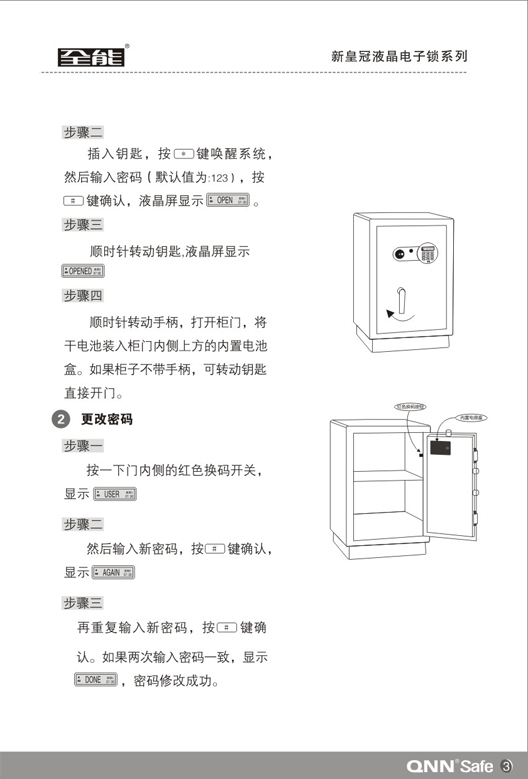 全能®
新皇冠液晶电子锁系列
步骤二
插入钥匙，按 * 键唤醒系统，
然后输入密码（默认值为:123），按
# 键确认，液晶屏显示 OPEN 。
步骤三
顺时针转动钥匙,液晶屏显示
OPENED
步骤四
顺时针转动手柄，打开柜门，将
干电池装入柜门内侧上方的内置电池
盒。如果柜子不带手柄，可转动钥匙
直接开门。
2 更改密码
步骤一
按一下门内侧的红色换码开关，
显示 USER
步骤二
然后输入新密码，按 # 键确认，
显示 AGAIN
步骤三
再重复输入新密码，按 # 键确
认。如果两次输入密码一致，显示
DONE ，密码修改成功。
红色换码按钮
内置电池盒
QNN® Safe 3